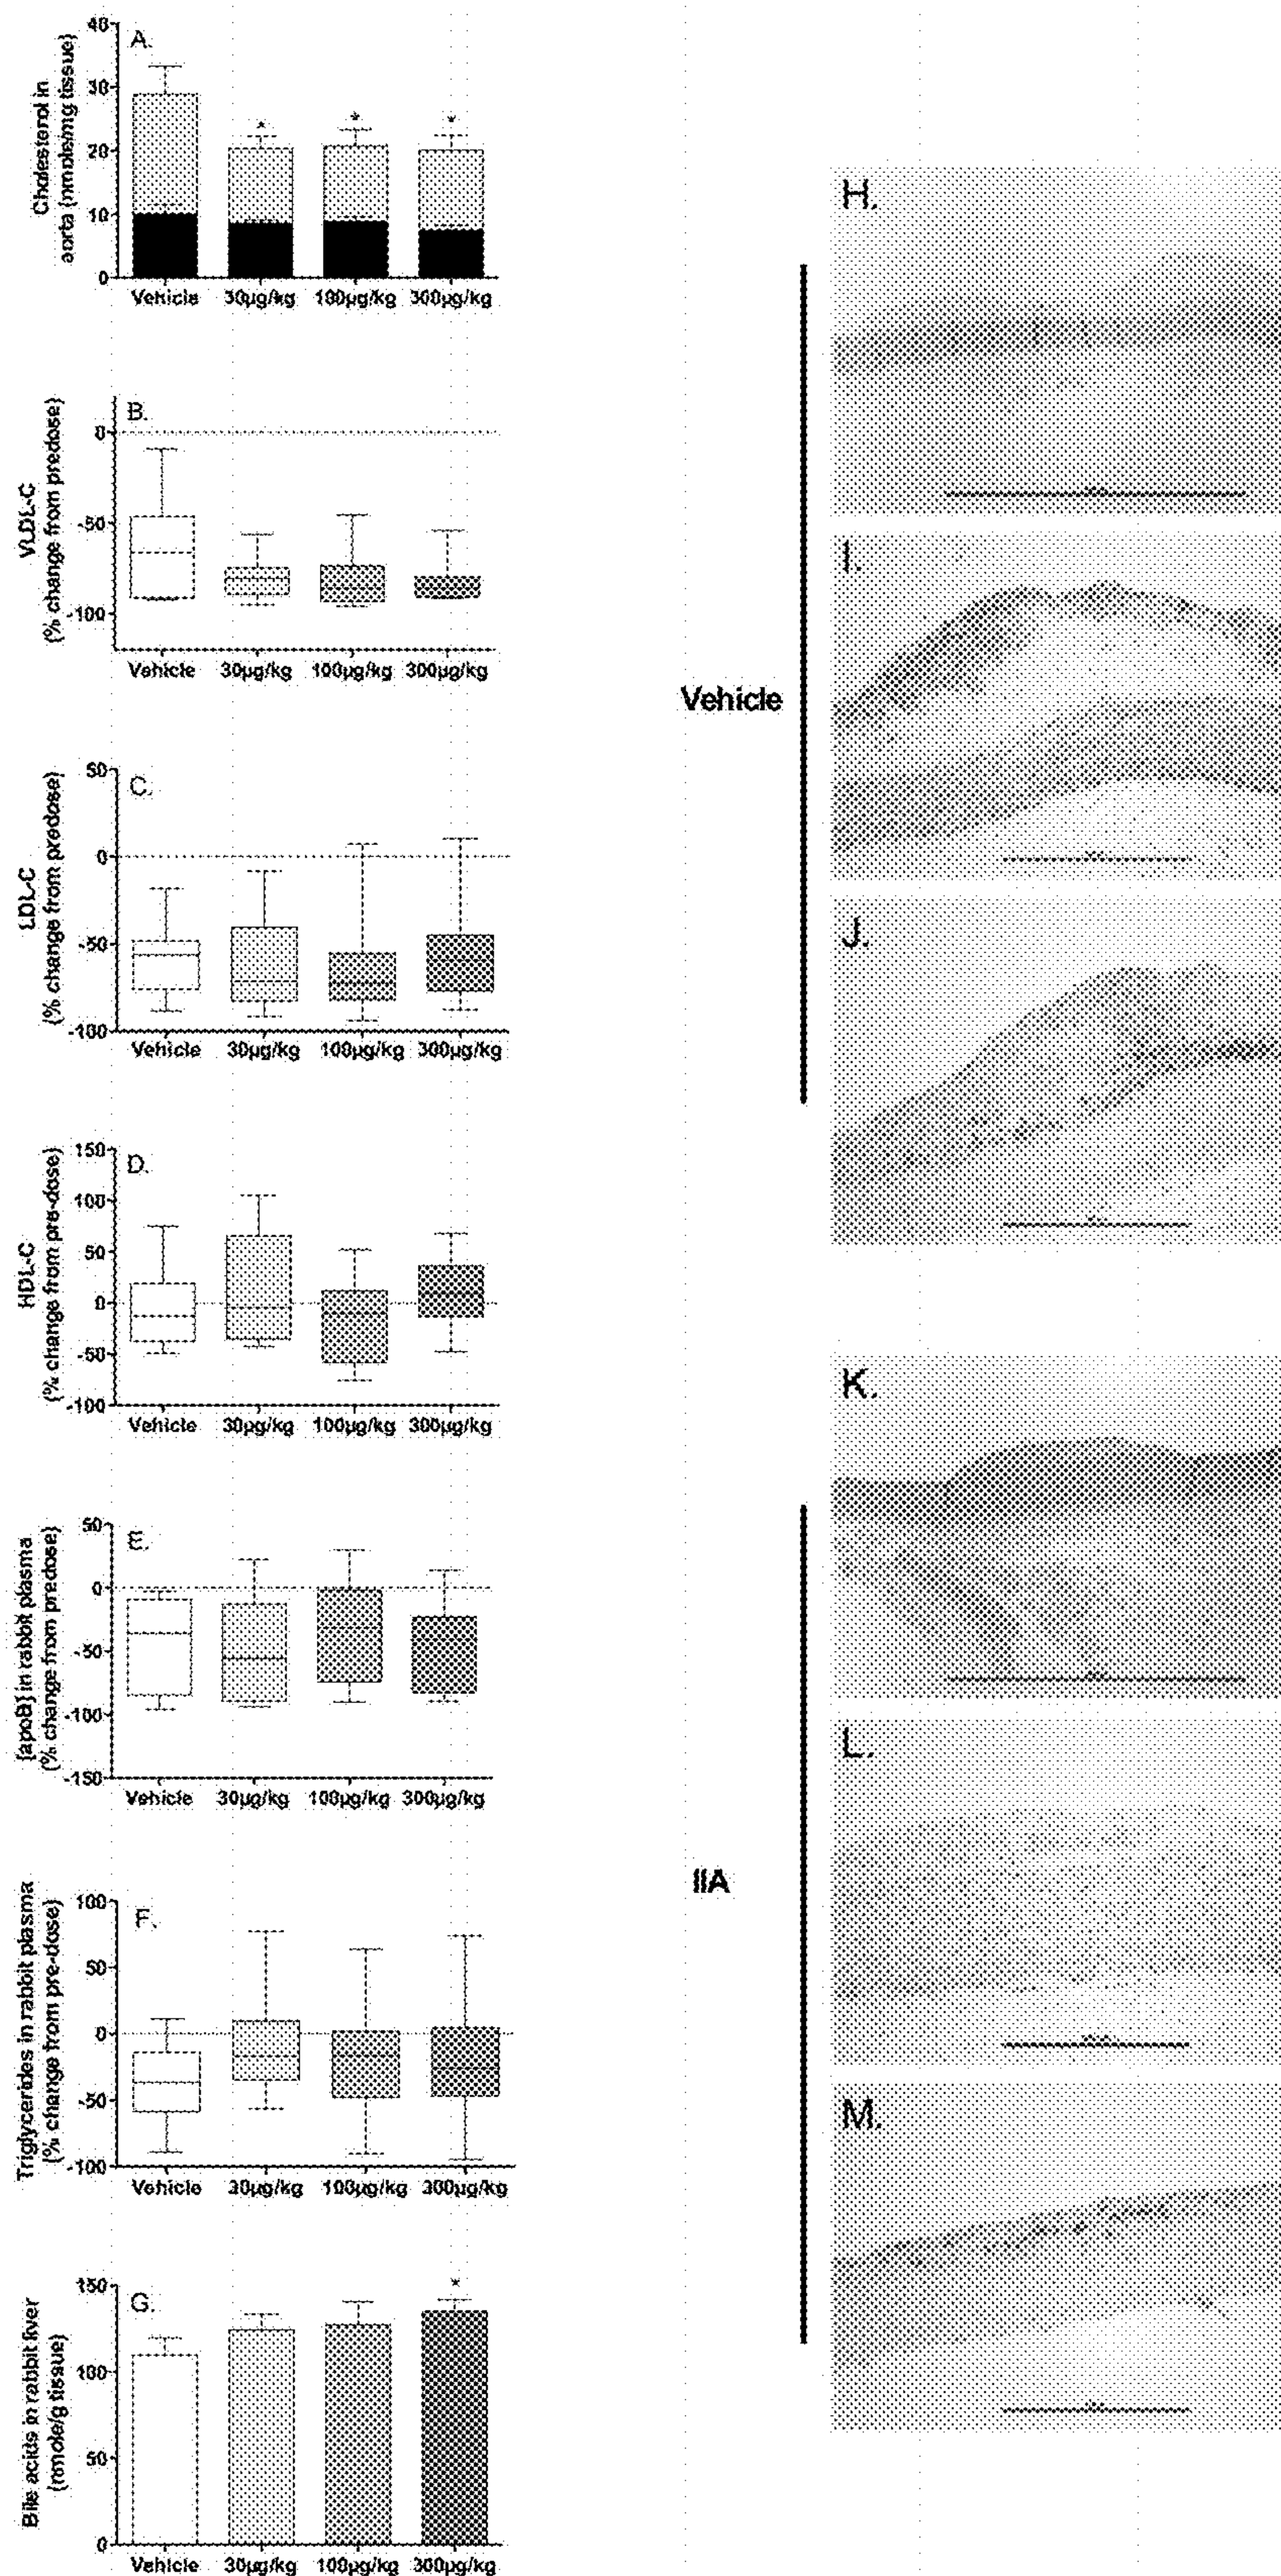 A.
Cholesterol in
aorta (nmole/mg tissue)
40
30
20
10
0
* * *
Vehicle 30µg/kg 100µg/kg 300µg/kg
B.
VLDL-C
(% change from predose)
0
-50
-100
Vehicle 30µg/kg 100µg/kg 300µg/kg
C.
LDL-C
(% change from predose)
50
0
-50
-100
Vehicle 30µg/kg 100µg/kg 300µg/kg
D.
HDL-C
(% change from pre-dose)
150
100
50
0
-50
-100
Vehicle 30µg/kg 100µg/kg 300µg/kg
E.
[apoB] in rabbit plasma
(% change from predose)
50
0
-50
-100
-150
Vehicle 30µg/kg 100µg/kg 300µg/kg
F.
Triglycerides in rabbit plasma
(% change from pre-dose)
100
50
0
-50
-100
Vehicle 30µg/kg 100µg/kg 300µg/kg
G.
Bile acids in rabbit liver
(nmole/g tissue)
150
100
50
0
*
Vehicle 30µg/kg 100µg/kg 300µg/kg
Vehicle
H.
I.
J.
IIA
K.
L.
M.